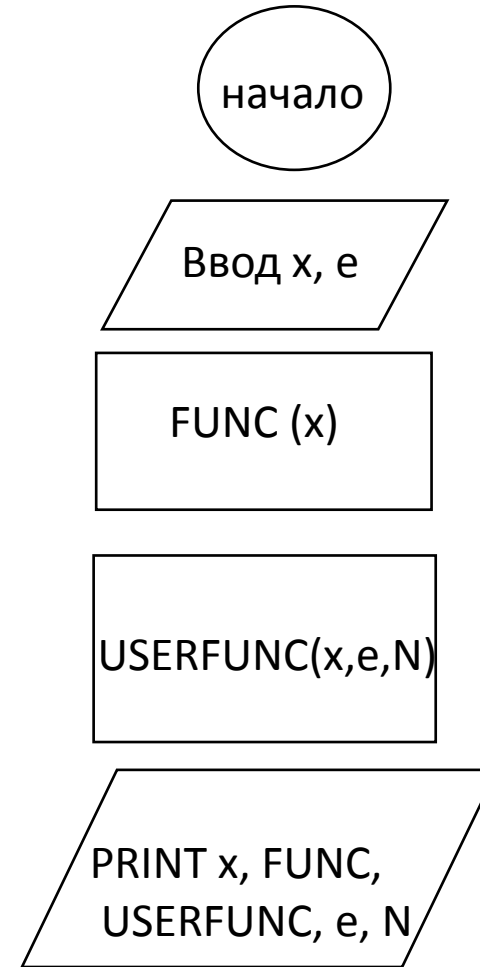 начало
Ввод x, e
FUNC (x)
USERFUNC(x,e,N)
PRINT x, FUNC,
USERFUNC, e, N